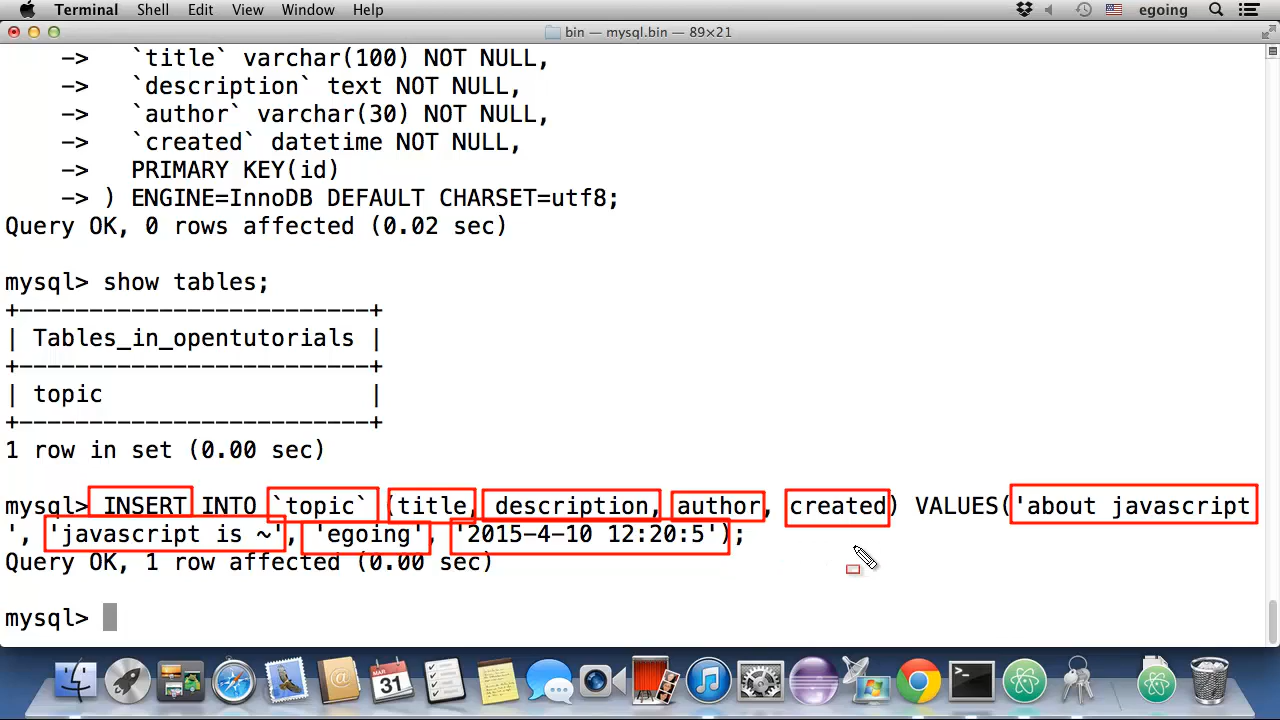 Terminal Shell Edit View Window Help egoing
bin — mysql.bin — 89×21
-> `title` varchar(100) NOT NULL,
-> `description` text NOT NULL,
-> `author` varchar(30) NOT NULL,
-> `created` datetime NOT NULL,
-> PRIMARY KEY(id)
-> ) ENGINE=InnoDB DEFAULT CHARSET=utf8;
Query OK, 0 rows affected (0.02 sec)
mysql> show tables;
+------------------------+
| Tables_in_opentutorials |
+------------------------+
| topic |
+------------------------+
1 row in set (0.00 sec)
mysql> INSERT INTO `topic` (title, description, author, created) VALUES('about javascript
', 'javascript is ~', 'egoing', '2015-4-10 12:20:5');
Query OK, 1 row affected (0.00 sec)
mysql>
31